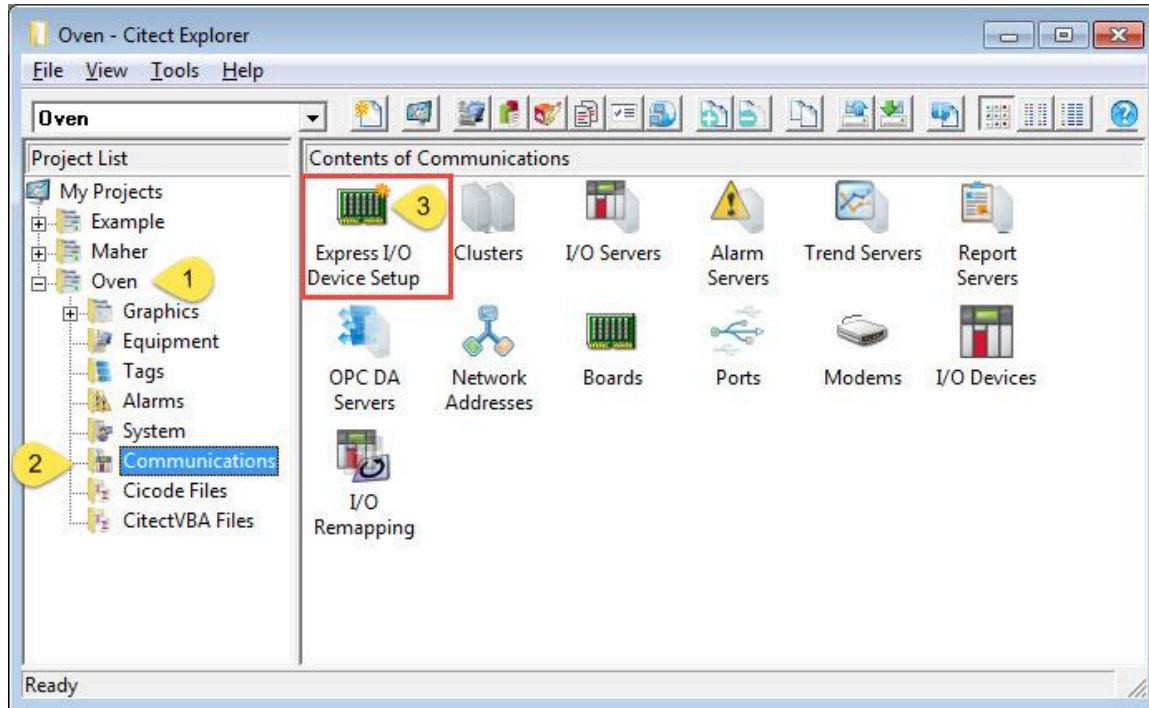 Oven - Citect Explorer
File View Tools Help
Oven
Project List
Contents of Communications
My Projects
Example
Maher
Oven
1
Graphics
Equipment
Tags
Alarms
System
2
Communications
Cicode Files
CitectVBA Files
3
Express I/O
Device Setup
Clusters
I/O Servers
Alarm
Servers
Trend Servers
Report
Servers
OPC DA
Servers
Network
Addresses
Boards
Ports
Modems
I/O Devices
I/O
Remapping
Ready